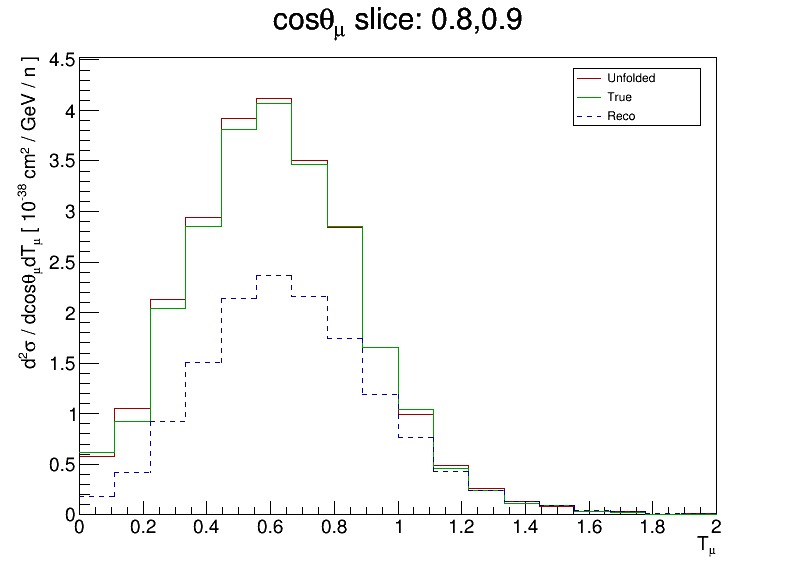 cosθμ slice: 0.8,0.9
d²σ / dcosθμdTμ [ 10⁻³⁸ cm² / GeV / n ]
4.5
4
3.5
3
2.5
2
1.5
1
0.5
0
Unfolded
True
Reco
0 0.2 0.4 0.6 0.8 1 1.2 1.4 1.6 1.8 2
Tμ